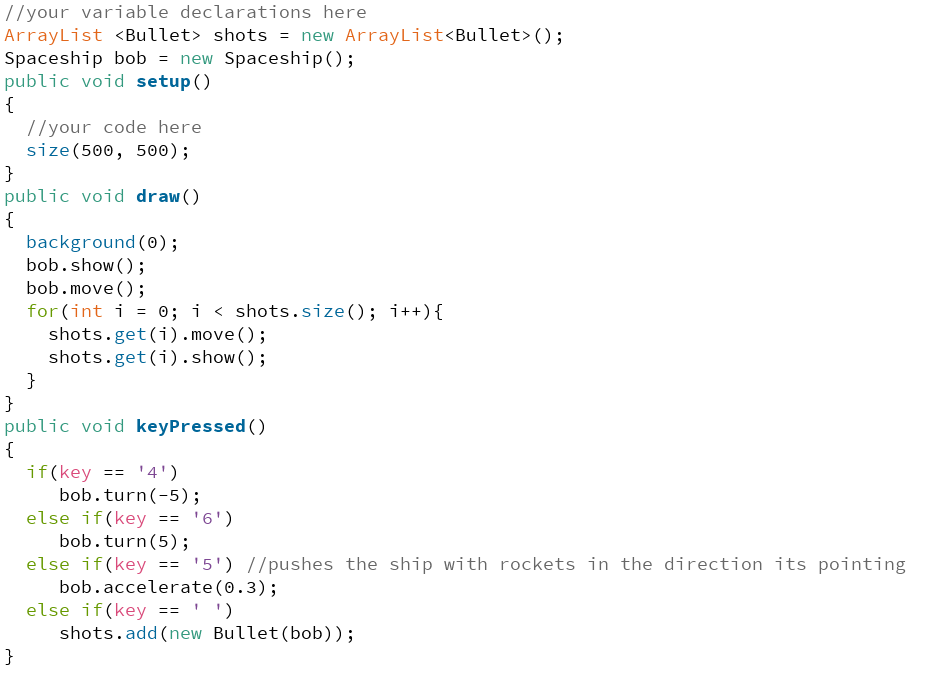 //your variable declarations here
ArrayList <Bullet> shots = new ArrayList<Bullet>();
Spaceship bob = new Spaceship();
public void setup()
{
  //your code here
  size(500, 500);
}
public void draw()
{
  background(0);
  bob.show();
  bob.move();
  for(int i = 0; i < shots.size(); i++){
    shots.get(i).move();
    shots.get(i).show();
  }
}
public void keyPressed()
{
  if(key == '4')
     bob.turn(-5);
  else if(key == '6')
     bob.turn(5);
  else if(key == '5') //pushes the ship with rockets in the direction its pointing
     bob.accelerate(0.3);
  else if(key == ' ')
     shots.add(new Bullet(bob));
}